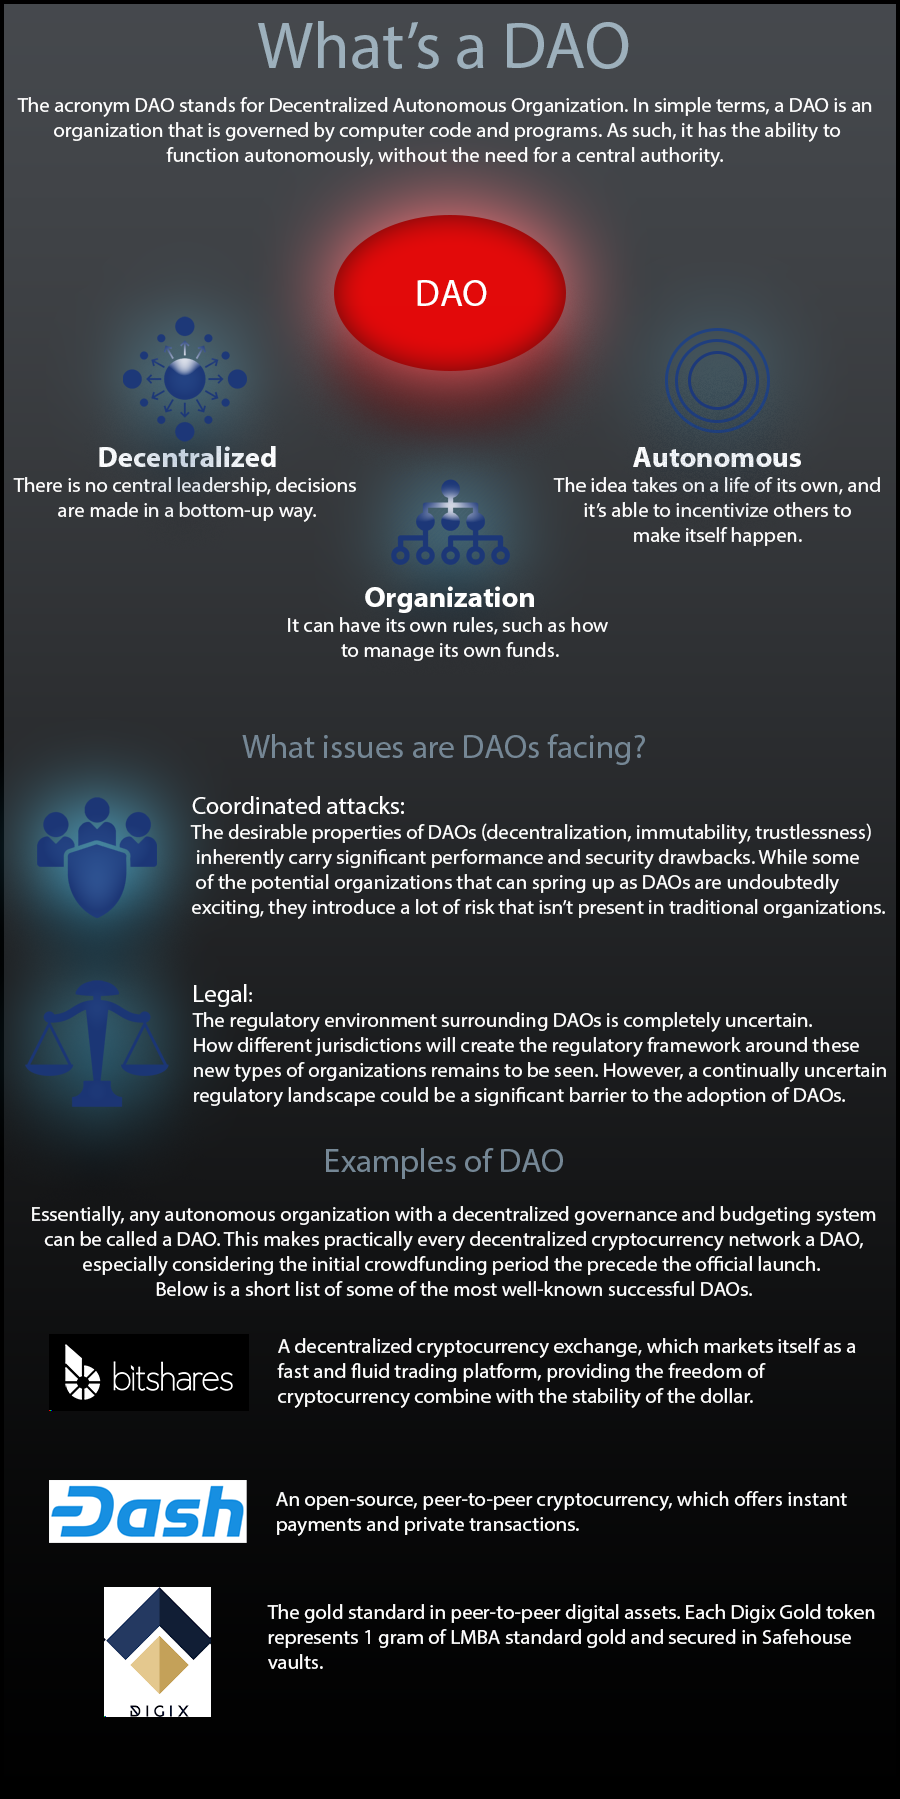 What's a DAO
The acronym DAO stands for Decentralized Autonomous Organization. In simple terms, a DAO is an
organization that is governed by computer code and programs. As such, it has the ability to
function autonomously, without the need for a central authority.
DAO
Decentralized
There is no central leadership, decisions
are made in a bottom-up way.
Autonomous
The idea takes on a life of its own, and
it's able to incentivize others to
make itself happen.
Organization
It can have its own rules, such as how
to manage its own funds.
What issues are DAOs facing?
Coordinated attacks:
The desirable properties of DAOs (decentralization, immutability, trustlessness)
inherently carry significant performance and security drawbacks. While some
of the potential organizations that can spring up as DAOs are undoubtedly
exciting, they introduce a lot of risk that isn't present in traditional organizations.
Legal:
The regulatory environment surrounding DAOs is completely uncertain.
How different jurisdictions will create the regulatory framework around these
new types of organizations remains to be seen. However, a continually uncertain
regulatory landscape could be a significant barrier to the adoption of DAOs.
Examples of DAO
Essentially, any autonomous organization with a decentralized governance and budgeting system
can be called a DAO. This makes practically every decentralized cryptocurrency network a DAO,
especially considering the initial crowdfunding period the precede the official launch.
Below is a short list of some of the most well-known successful DAOs.
bitshares
A decentralized cryptocurrency exchange, which markets itself as a
fast and fluid trading platform, providing the freedom of
cryptocurrency combine with the stability of the dollar.
Dash
An open-source, peer-to-peer cryptocurrency, which offers instant
payments and private transactions.
DIGIX
The gold standard in peer-to-peer digital assets. Each Digix Gold token
represents 1 gram of LMBA standard gold and secured in Safehouse
vaults.